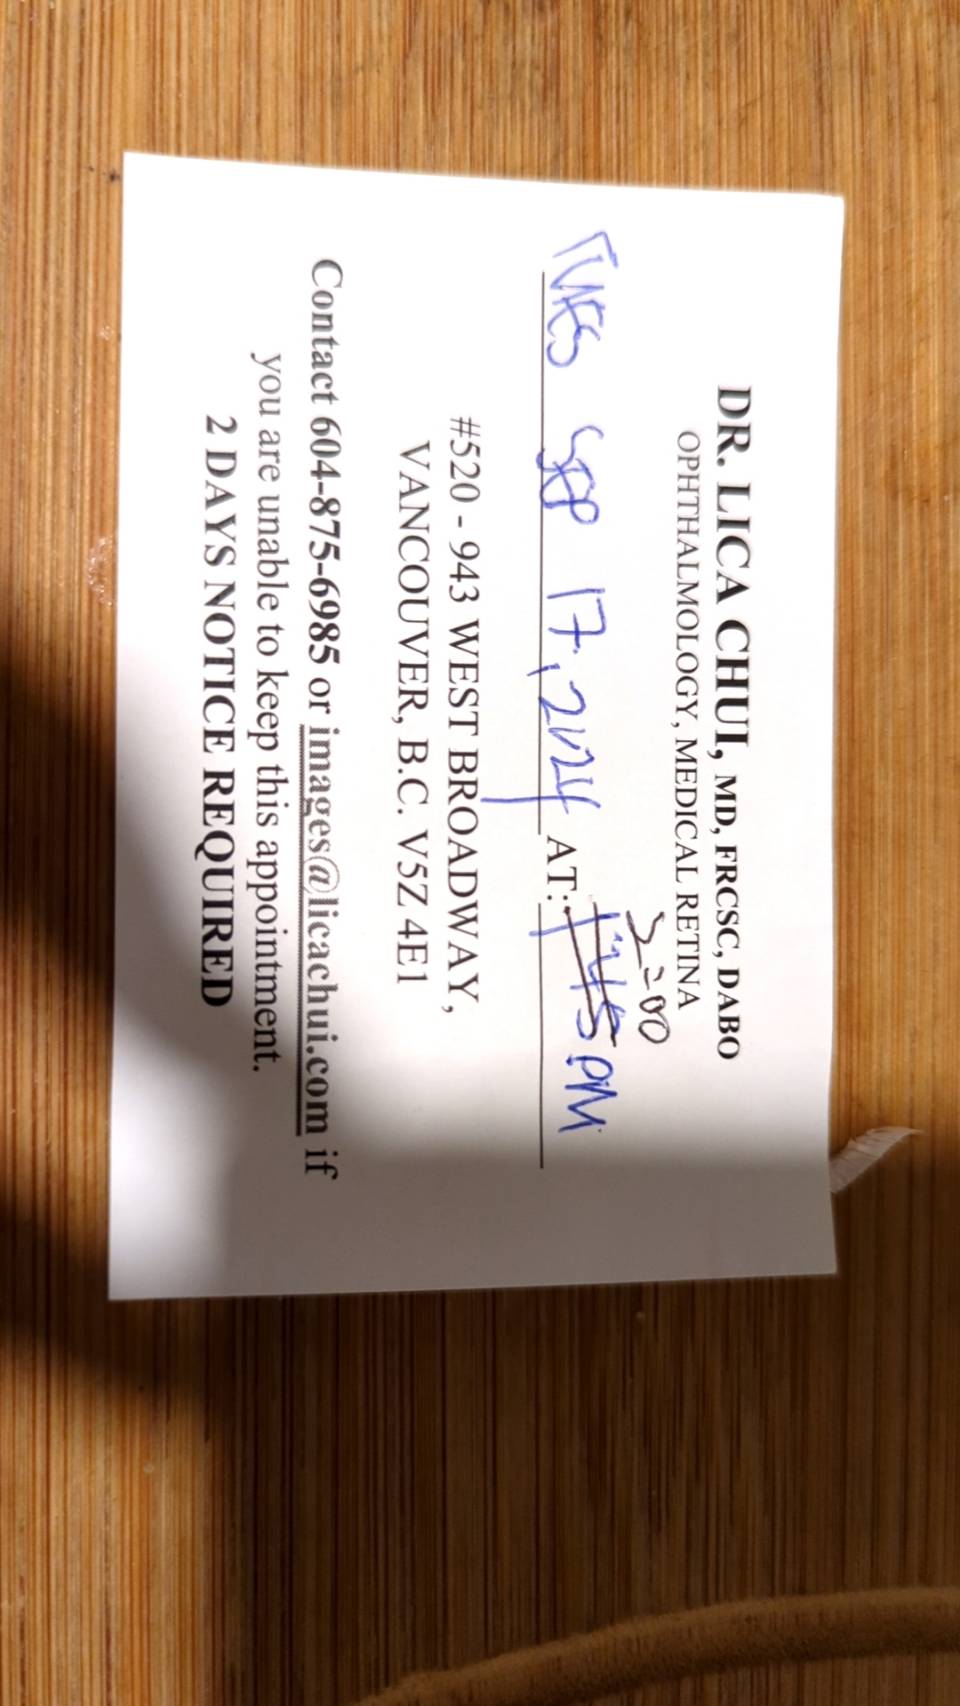 DR. LICA CHUI, MD, FRCSC, DABO
OPHTHALMOLOGY, MEDICAL RETINA
2:00
TUES SEP 17, 2024 AT: 1:45 PM
#520 - 943 WEST BROADWAY,
VANCOUVER, B.C. V5Z 4E1
Contact 604-875-6985 or images@licachui.com if
you are unable to keep this appointment.
2 DAYS NOTICE REQUIRED